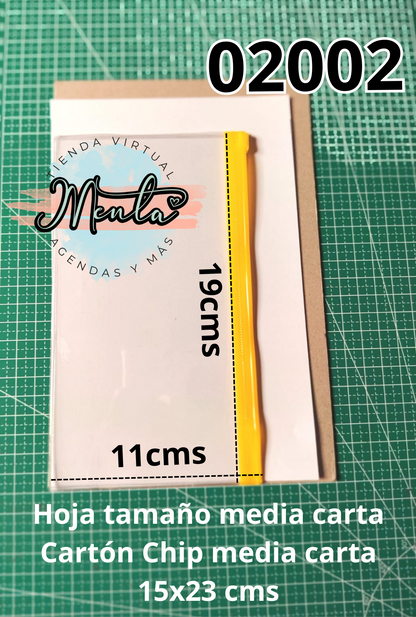 02002
TIENDA VIRTUAL
Menta
AGENDAS Y MÁS
19cms
11cms
Hoja tamaño media carta
Cartón Chip media carta
15x23 cms